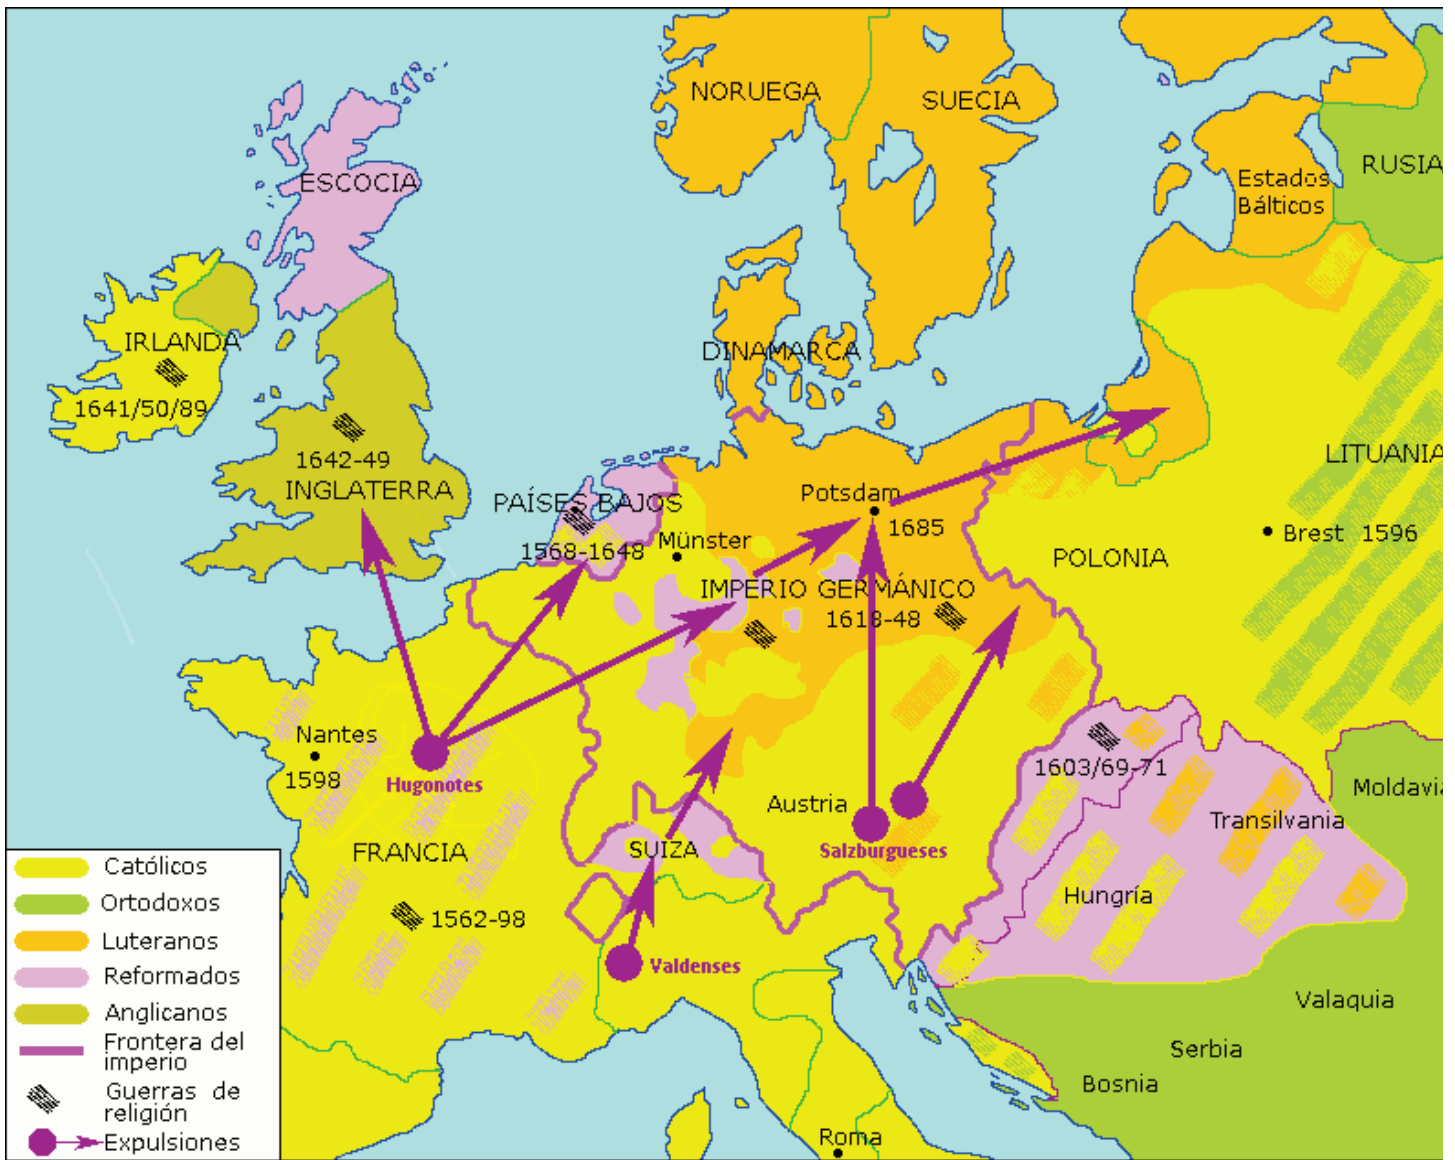 NORUEGA
SUECIA
ESCOCIA
RUSIA
Estados
Bálticos
IRLANDA
1641/50/89
DINAMARCA
1642-49
INGLATERRA
PAÍSES BAJOS
1568-1648
Münster
Potsdam
1685
LITUANIA
Brest 1596
POLONIA
IMPERIO GERMÁNICO
1618-48
Nantes
1598
Hugonotes
1603/69-71
Moldavia
Austria
Transilvania
FRANCIA
SUIZA
Salzburgueses
Hungría
1562-98
Valdenses
Valaquia
Serbia
Bosnia
Roma
Católicos
Ortodoxos
Luteranos
Reformados
Anglicanos
Frontera del
imperio
Guerras de
religión
Expulsiones